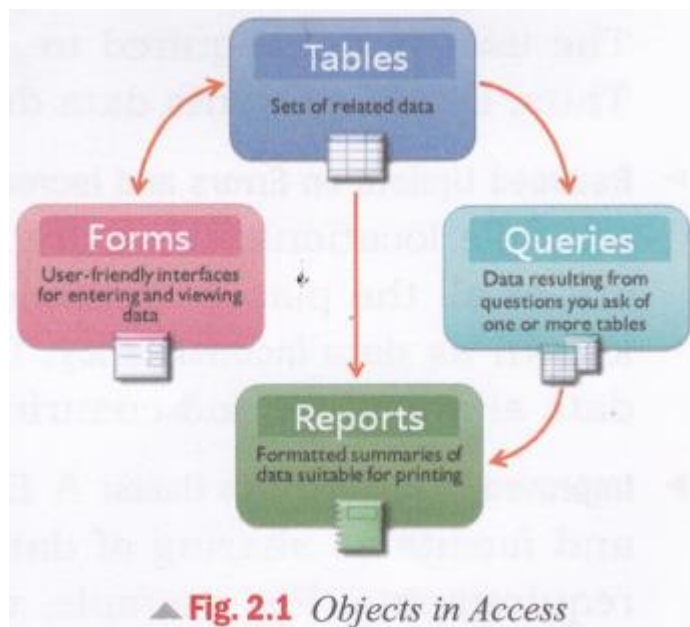 Tables
Sets of related data
Forms
User-friendly interfaces
for entering and viewing
data
Queries
Data resulting from
questions you ask of
one or more tables
Reports
Formatted summaries of
data suitable for printing
▲ Fig. 2.1 Objects in Access